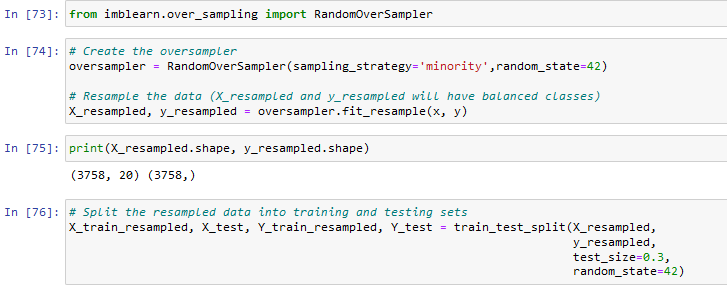 In [73]: from imblearn.over_sampling import RandomOverSampler
In [74]: # Create the oversampler
oversampler = RandomOverSampler(sampling_strategy='minority',random_state=42)
# Resample the data (X_resampled and y_resampled will have balanced classes)
X_resampled, y_resampled = oversampler.fit_resample(x, y)
In [75]: print(X_resampled.shape, y_resampled.shape)
(3758, 20) (3758,)
In [76]: # Split the resampled data into training and testing sets
X_train_resampled, X_test, Y_train_resampled, Y_test = train_test_split(X_resampled,
y_resampled,
test_size=0.3,
random_state=42)